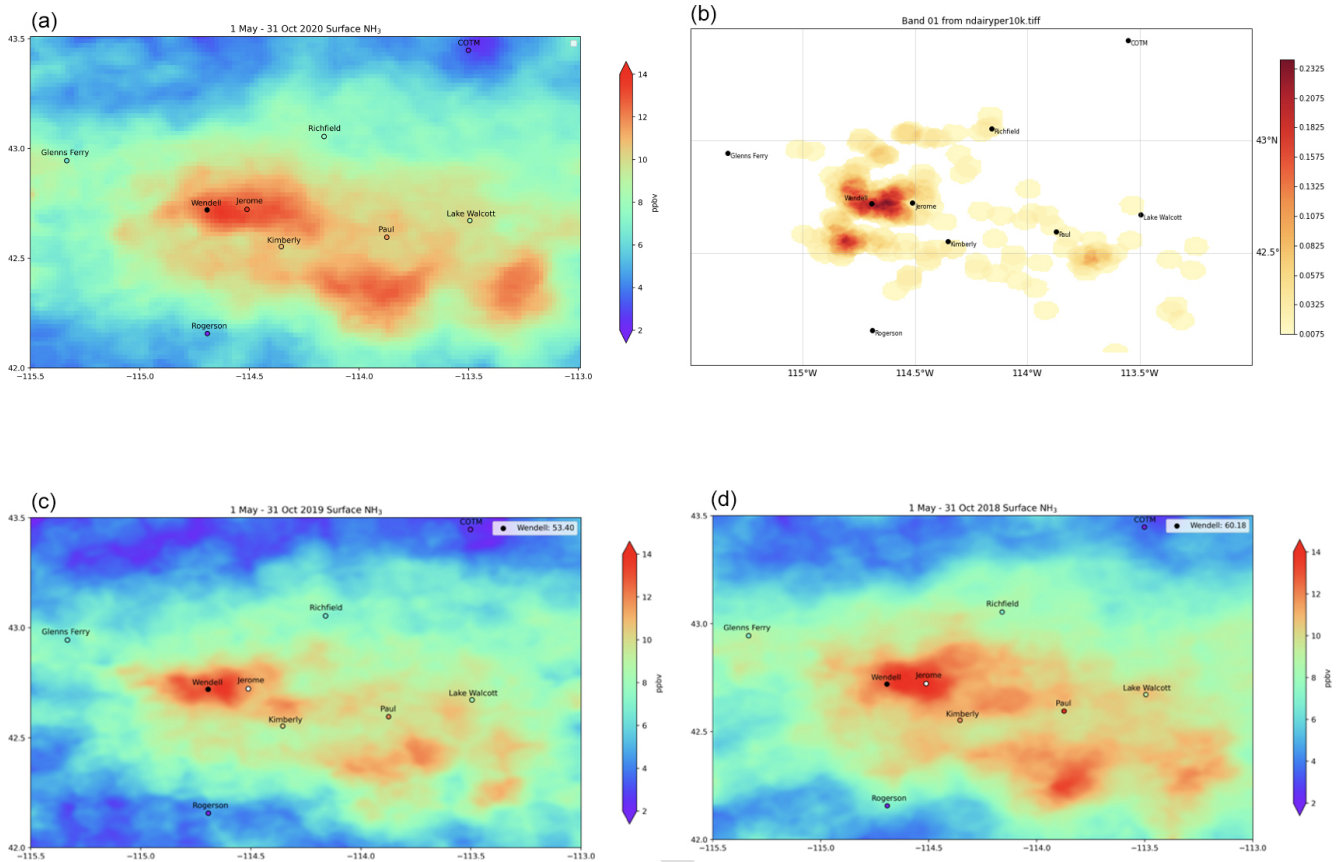 (a)
1 May - 31 Oct 2020 Surface NH₃
43.5
43.0
42.5
42.0
−115.5
−115.0
−114.5
−114.0
−113.5
−113.0
COTM
Richfield
Glenns Ferry
Wendell
Jerome
Lake Walcott
Kimberly
Paul
Rogerson
14
12
10
8
6
4
2
ppbv
(b)
Band 01 from ndairyper10k.tiff
COTM
Richfield
43°N
Glenns Ferry
Wendell
Jerome
Lake Walcott
Paul
Kimberly
42.5°
Rogerson
115°W
114.5°W
114°W
113.5°W
0.2325
0.2075
0.1825
0.1575
0.1325
0.1075
0.0825
0.0575
0.0325
0.0075
(c)
1 May - 31 Oct 2019 Surface NH₃
43.5
43.0
42.5
42.0
−115.5
−115.0
−114.5
−114.0
−113.5
−113.0
COTM
Wendell: 53.40
Richfield
Glenns Ferry
Wendell
Jerome
Lake Walcott
Kimberly
Paul
Rogerson
14
12
10
8
6
4
2
ppbv
(d)
1 May - 31 Oct 2018 Surface NH₃
43.5
43.0
42.5
42.0
−115.5
−115.0
−114.5
−114.0
−113.5
−113.0
COTM
Wendell: 60.18
Richfield
Glenns Ferry
Wendell
Jerome
Lake Walcott
Kimberly
Paul
Rogerson
14
12
10
8
6
4
2
ppbv